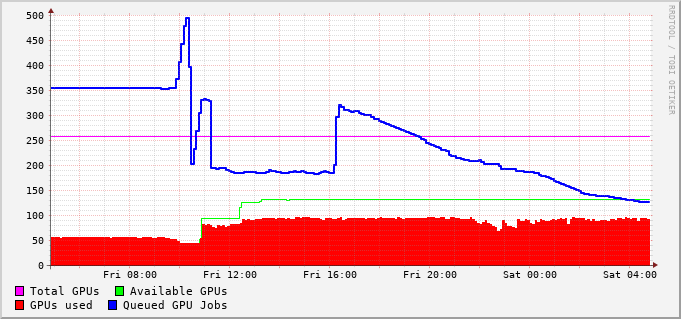 500
450
400
350
300
250
200
150
100
50
0
Fri 08:00 Fri 12:00 Fri 16:00 Fri 20:00 Sat 00:00 Sat 04:00
Total GPUs Available GPUs
GPUs used Queued GPU Jobs
RRDTOOL / TOBI OETIKER